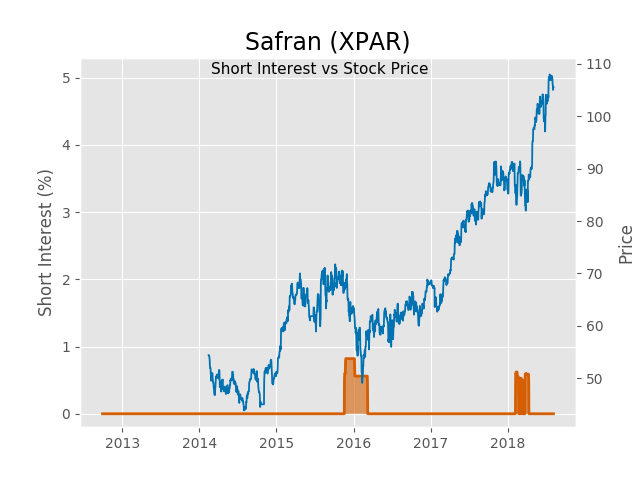 Safran (XPAR)
Short Interest vs Stock Price
Short Interest (%)
5
4
3
2
1
0
110
100
90
80
70
60
50
Price
2013 2014 2015 2016 2017 2018